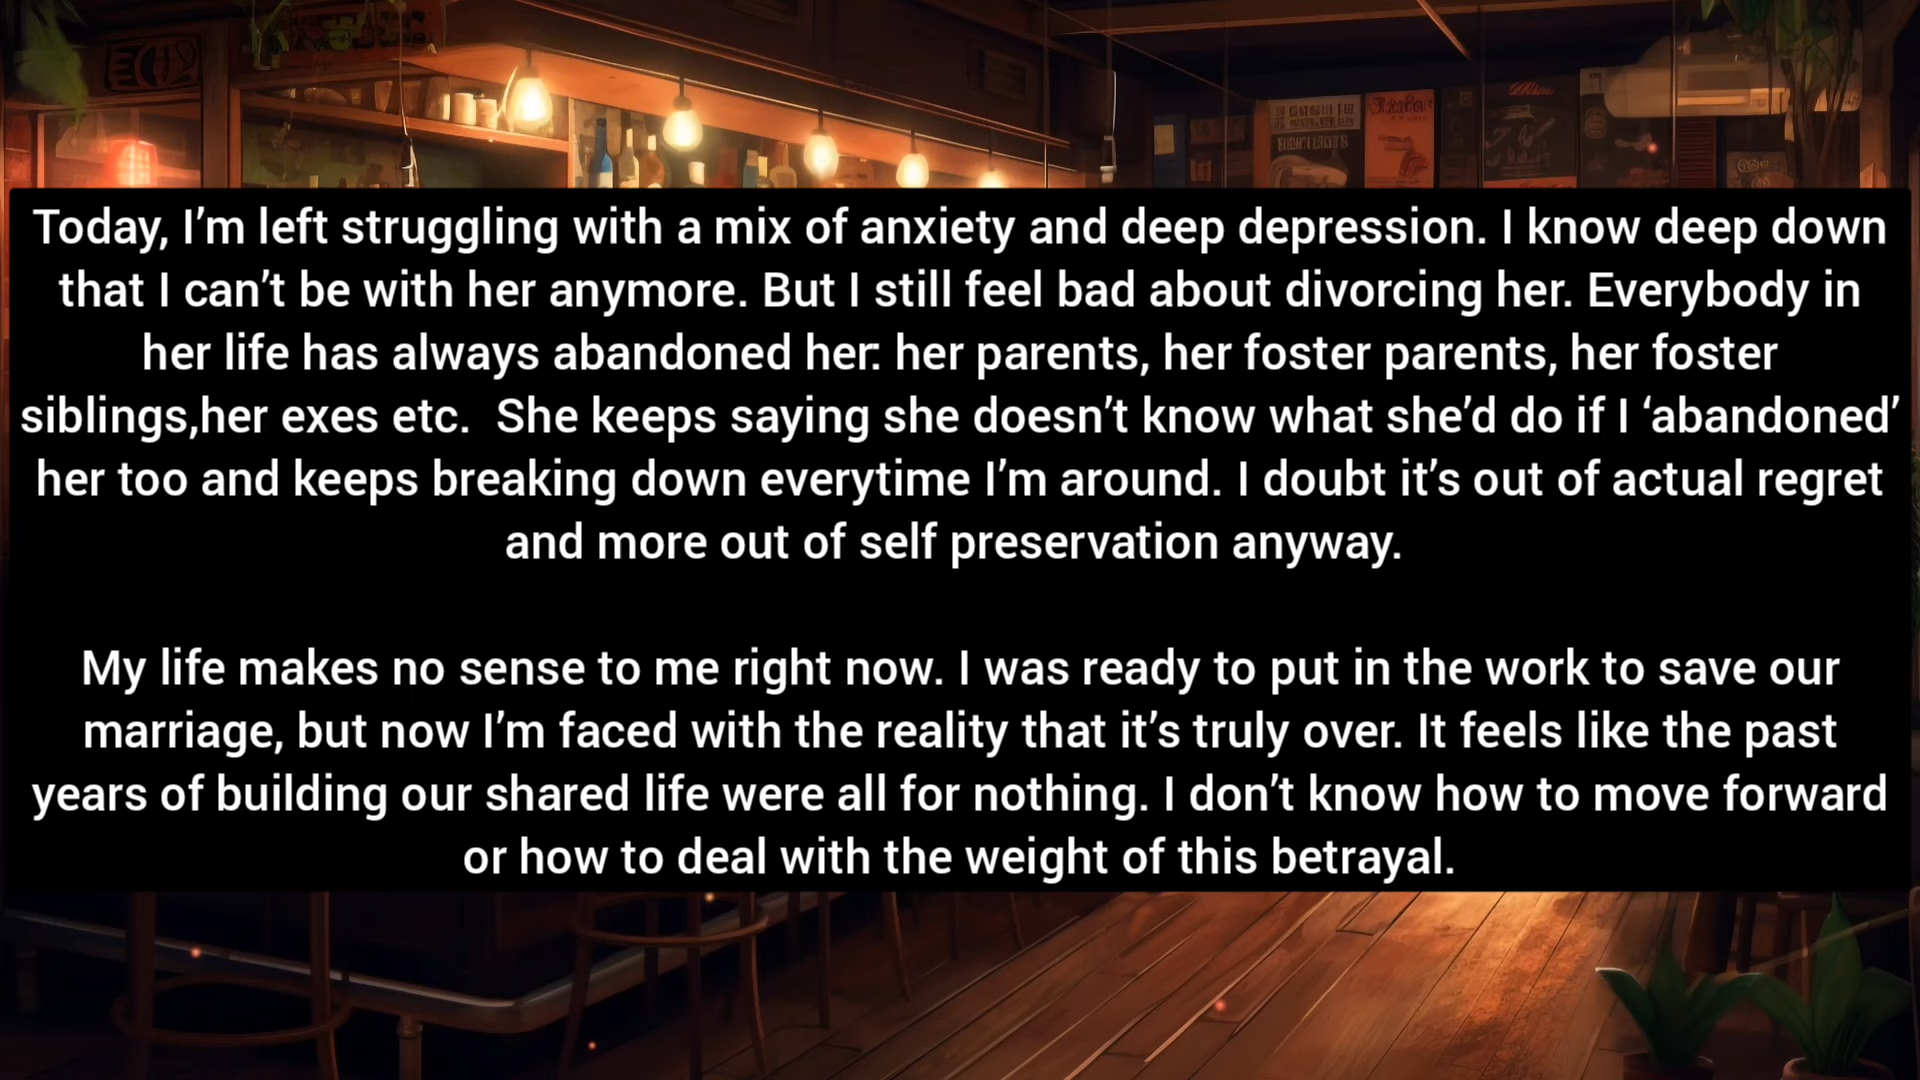 Today, I’m left struggling with a mix of anxiety and deep depression. I know deep down
that I can’t be with her anymore. But I still feel bad about divorcing her. Everybody in
her life has always abandoned her: her parents, her foster parents, her foster
siblings,her exes etc.  She keeps saying she doesn’t know what she’d do if I ‘abandoned’
her too and keeps breaking down everytime I’m around. I doubt it’s out of actual regret
and more out of self preservation anyway.
My life makes no sense to me right now. I was ready to put in the work to save our
marriage, but now I’m faced with the reality that it’s truly over. It feels like the past
years of building our shared life were all for nothing. I don’t know how to move forward
or how to deal with the weight of this betrayal.